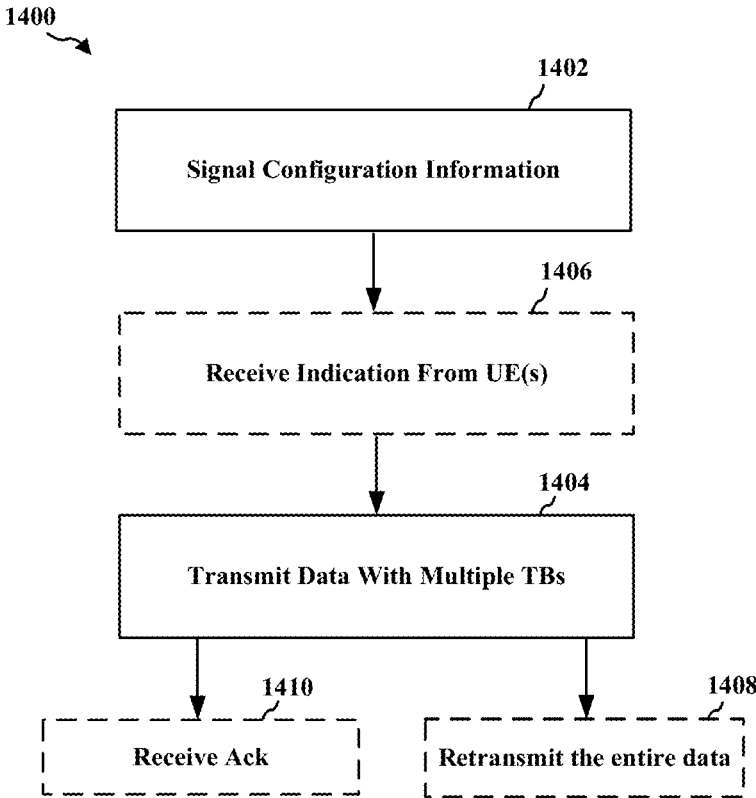 1400
1402
Signal Configuration Information
1406
Receive Indication From UE(s)
1404
Transmit Data With Multiple TBs
1410
Receive Ack
1408
Retransmit the entire data